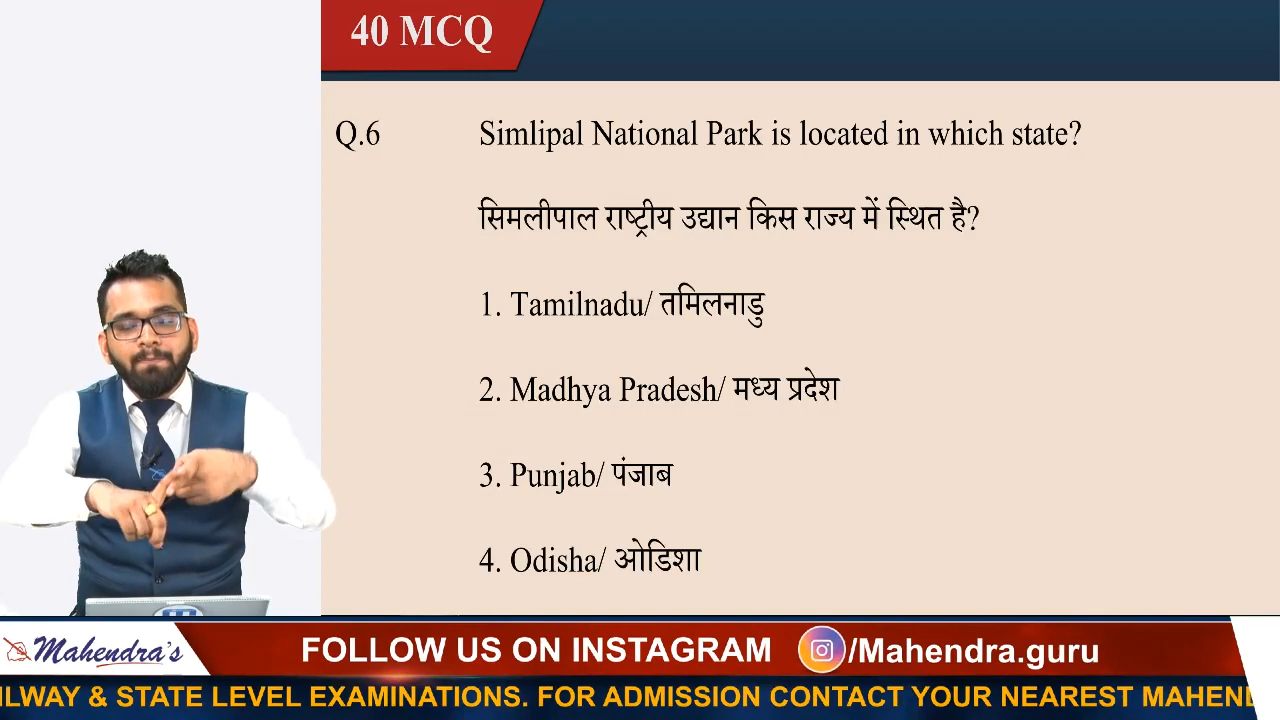 40 MCQ
Q.6 Simlipal National Park is located in which state?
सिमलीपाल राष्ट्रीय उद्यान किस राज्य में स्थित है?
1. Tamilnadu/ तमिलनाडु
2. Madhya Pradesh/ मध्य प्रदेश
3. Punjab/ पंजाब
4. Odisha/ ओडिशा
Mahendra's FOLLOW US ON INSTAGRAM /Mahendra.guru
ILWAY & STATE LEVEL EXAMINATIONS. FOR ADMISSION CONTACT YOUR NEAREST MAHEND